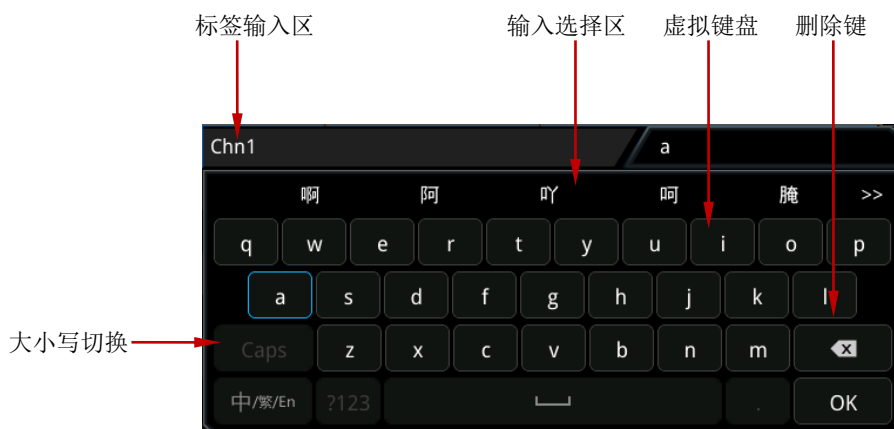 标签输入区 输入选择区 虚拟键盘 删除键
Chn1 a
啊 阿 吖 呵 腌 >>
q w e r t y u i o p
a s d f g h j k l
大小写切换 Caps z x c v b n m
中/繁/En ?123 . OK